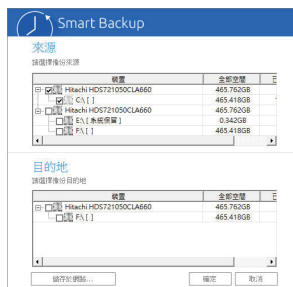 Smart Backup
來源
請選擇備份來源
裝置 全部空間
Hitachi HDS721050CLA660 465.762GB
C:\ [ ] 465.418GB
Hitachi HDS721050CLA660 465.762GB
E:\ [ 系統保留 ] 0.342GB
F:\ [ ] 465.418GB
目的地
請選擇備份目的地
裝置 全部空間
Hitachi HDS721050CLA660 465.762GB
F:\ [ ] 465.418GB
儲存於網路... 確定 取消